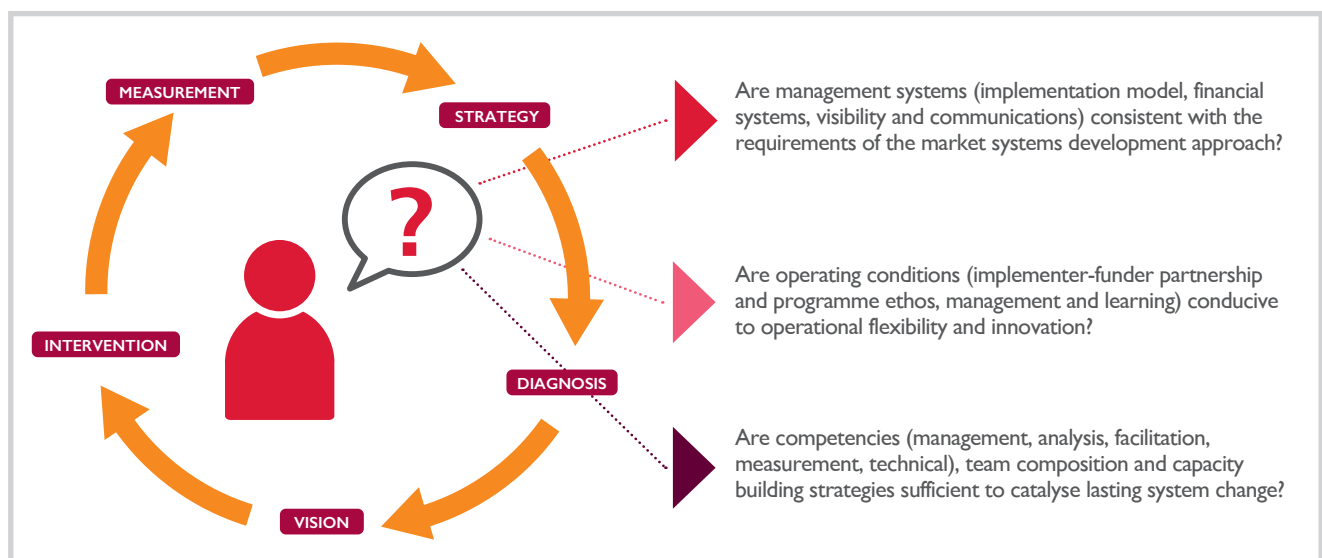 MEASUREMENT
STRATEGY
?
INTERVENTION
DIAGNOSIS
VISION
Are management systems (implementation model, financial
systems, visibility and communications) consistent with the
requirements of the market systems development approach?
Are operating conditions (implementer-funder partnership
and programme ethos, management and learning) conducive
to operational flexibility and innovation?
Are competencies (management, analysis, facilitation,
measurement, technical), team composition and capacity
building strategies sufficient to catalyse lasting system change?